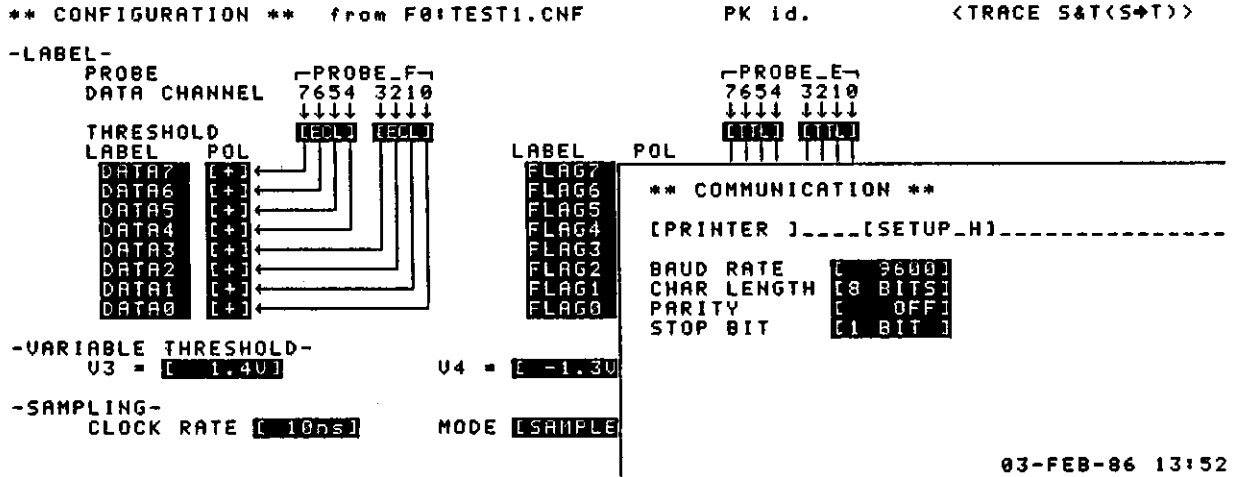 ** CONFIGURATION ** from F0:TEST1.CNF PK id. <TRACE S&T(S→T)>
-LABEL-
PROBE ┌PROBE_F┐ ┌PROBE_E┐
DATA CHANNEL 7654 3210 7654 3210
↓↓↓↓ ↓↓↓↓ ↓↓↓↓ ↓↓↓↓
THRESHOLD [ECL] [ECL] [TTL] [TTL]
LABEL POL LABEL POL
DATA7 [+] FLAG7
DATA6 [+] FLAG6
DATA5 [+] FLAG5
DATA4 [+] FLAG4
DATA3 [+] FLAG3
DATA2 [+] FLAG2
DATA1 [+] FLAG1
DATA0 [+] FLAG0
** COMMUNICATION **
[PRINTER ]____[SETUP_H]_______________
BAUD RATE [ 9600]
CHAR LENGTH [8 BITS]
PARITY [ OFF]
STOP BIT [1 BIT ]
-VARIABLE THRESHOLD-
V3 = [ 1.4V] V4 = [ -1.3V
-SAMPLING-
CLOCK RATE [ 10ns] MODE [SAMPLE
03-FEB-86 13:52